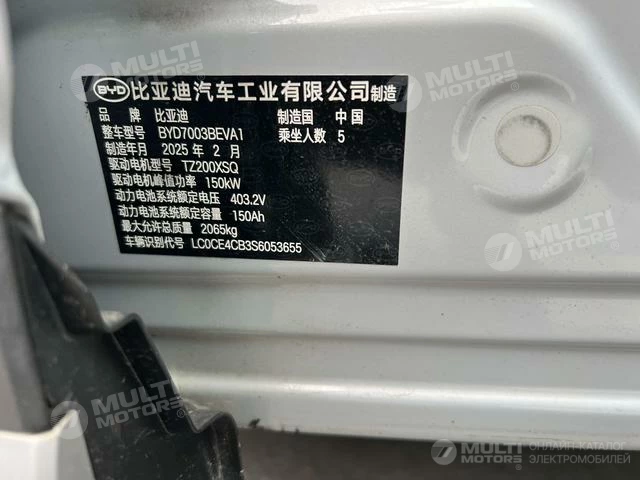 MULTI MOTORS
MULTI MOTORS
BYD 比亚迪汽车工业有限公司制造
品 牌 比亚迪 制造国 中 国
整车型号 BYD7003BEVA1 乘坐人数 5
制造年月 2025 年 2 月
驱动电机型号 TZ200XSQ
驱动电机峰值功率 150kW
动力电池系统额定电压 403.2V
动力电池系统额定容量 150Ah
最大允许总质量 2065kg
车辆识别代号 LC0CE4CB3S6053655
MULTI MOTORS
MULTI MOTORS
MULTI MOTORS
MULTI MOTORS
ОНЛАЙН-КАТАЛОГ
ЭЛЕКТРОМОБИЛЕЙ